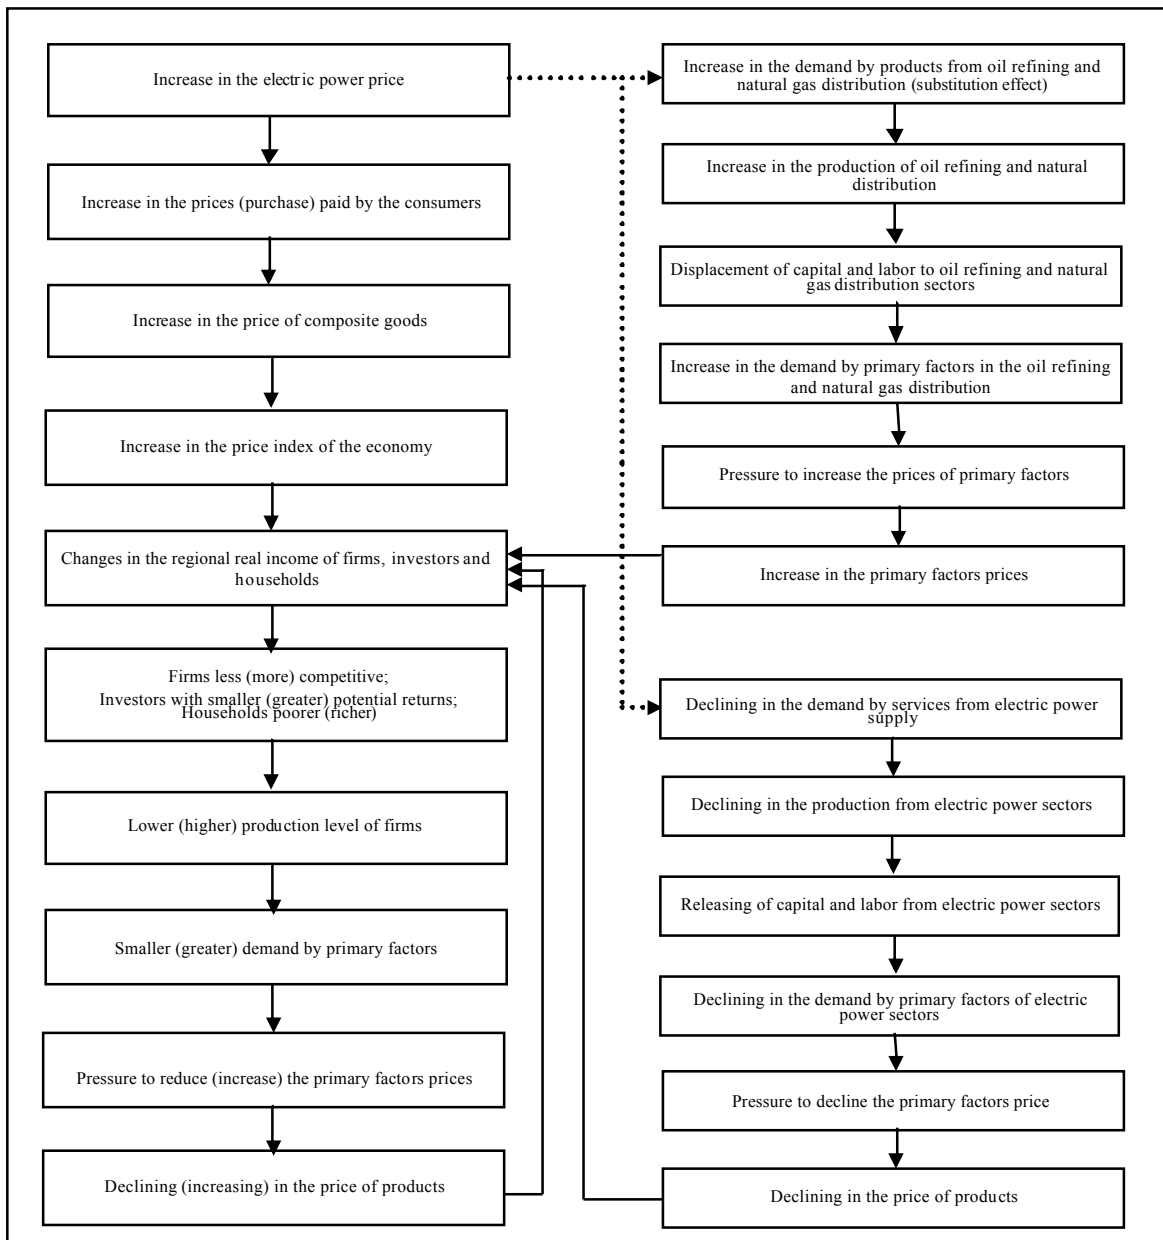 Increase in the electric power price
Increase in the prices (purchase) paid by the consumers
Increase in the price of composite goods
Increase in the price index of the economy
Changes in the regional real income of firms, investors and
households
Firms less (more) competitive;
Investors with smaller (greater) potential returns;
Households poorer (richer)
Lower (higher) production level of firms
Smaller (greater) demand by primary factors
Pressure to reduce (increase) the primary factors prices
Declining (increasing) in the price of products
Increase in the demand by products from oil refining and
natural gas distribution (substitution effect)
Increase in the production of oil refining and natural
distribution
Displacement of capital and labor to oil refining and natural
gas distribution sectors
Increase in the demand by primary factors in the oil refining
and natural gas distribution
Pressure to increase the prices of primary factors
Increase in the primary factors prices
Declining in the demand by services from electric power
supply
Declining in the production from electric power sectors
Releasing of capital and labor from electric power sectors
Declining in the demand by primary factors of electric
power sectors
Pressure to decline the primary factors price
Declining in the price of products